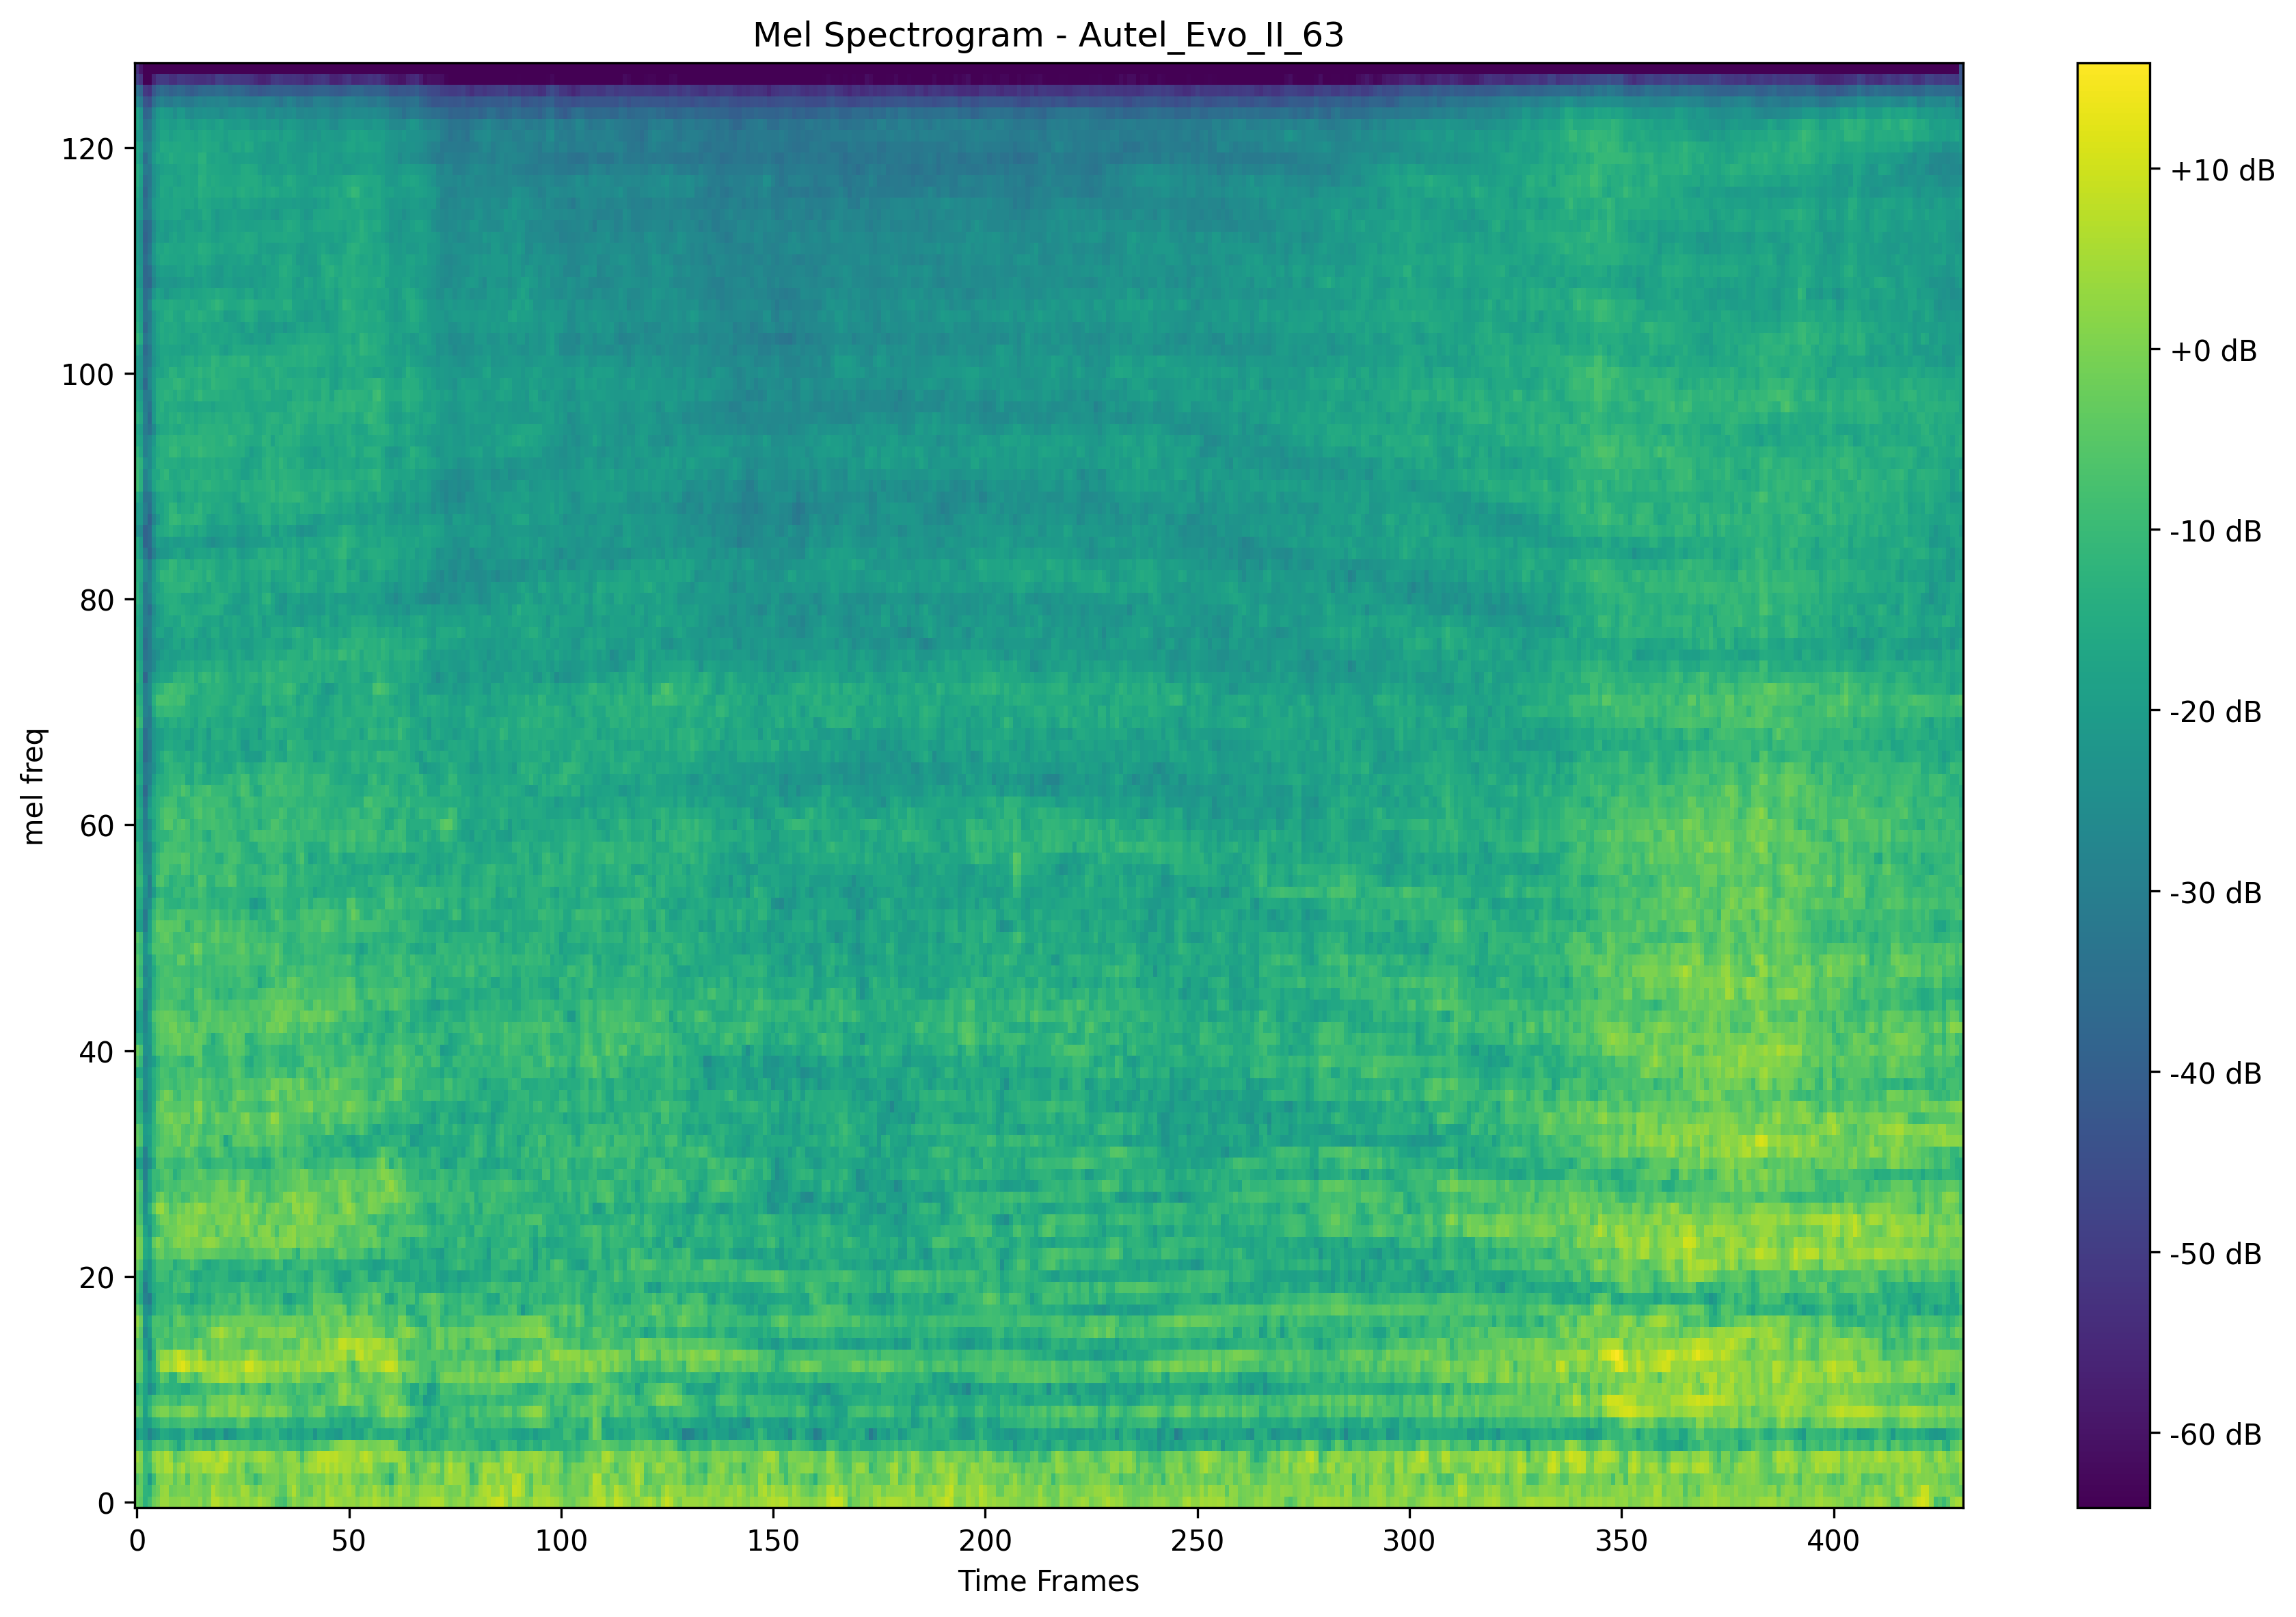 Mel Spectrogram - Autel_Evo_II_63
mel freq
120
100
80
60
40
20
0
0 50 100 150 200 250 300 350 400
Time Frames
+10 dB
+0 dB
-10 dB
-20 dB
-30 dB
-40 dB
-50 dB
-60 dB